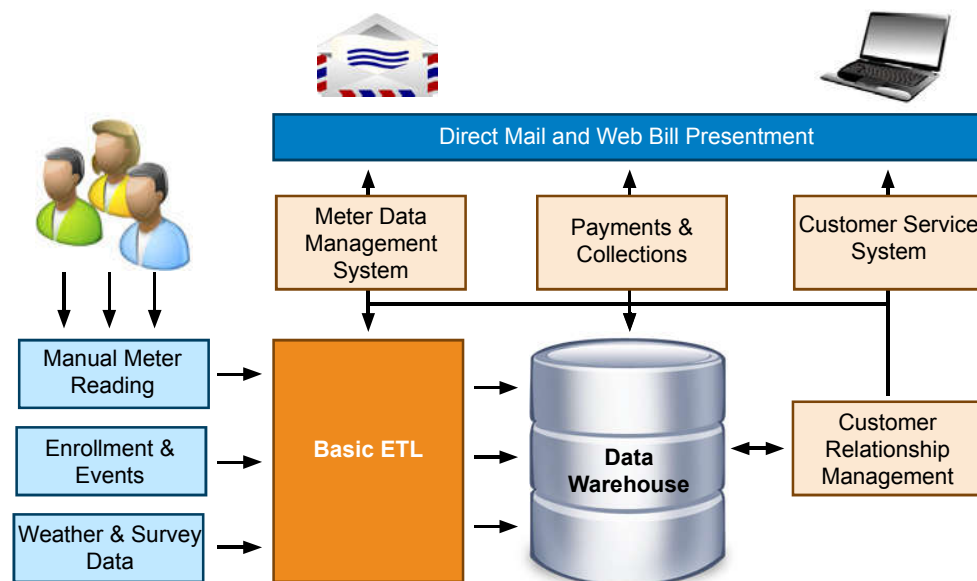 Direct Mail and Web Bill Presentment
Meter Data
Management
System
Payments &
Collections
Customer Service
System
Manual Meter
Reading
Enrollment &
Events
Weather & Survey
Data
Basic ETL
Data
Warehouse
Customer
Relationship
Management